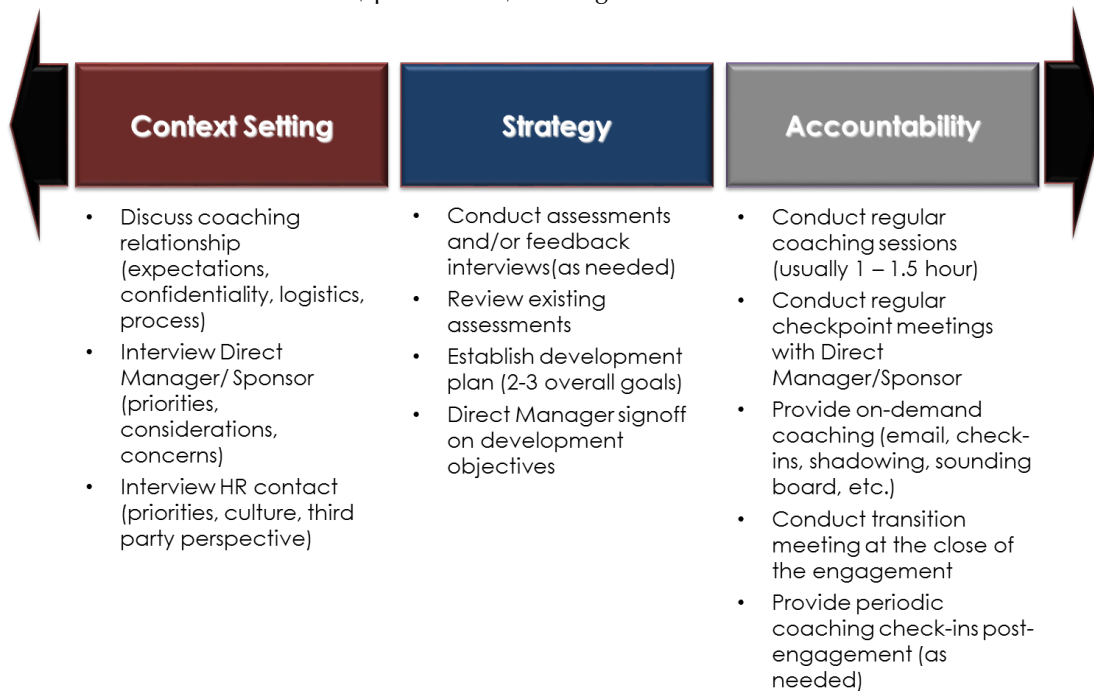 Context Setting
Strategy
Accountability
• Discuss coaching
relationship
(expectations,
confidentiality, logistics,
process)
• Interview Direct
Manager/ Sponsor
(priorities,
considerations,
concerns)
• Interview HR contact
(priorities, culture, third
party perspective)
• Conduct assessments
and/or feedback
interviews(as needed)
• Review existing
assessments
• Establish development
plan (2-3 overall goals)
• Direct Manager signoff
on development
objectives
• Conduct regular
coaching sessions
(usually 1 – 1.5 hour)
• Conduct regular
checkpoint meetings
with Direct
Manager/Sponsor
• Provide on-demand
coaching (email, check-
ins, shadowing, sounding
board, etc.)
• Conduct transition
meeting at the close of
the engagement
• Provide periodic
coaching check-ins post-
engagement (as
needed)